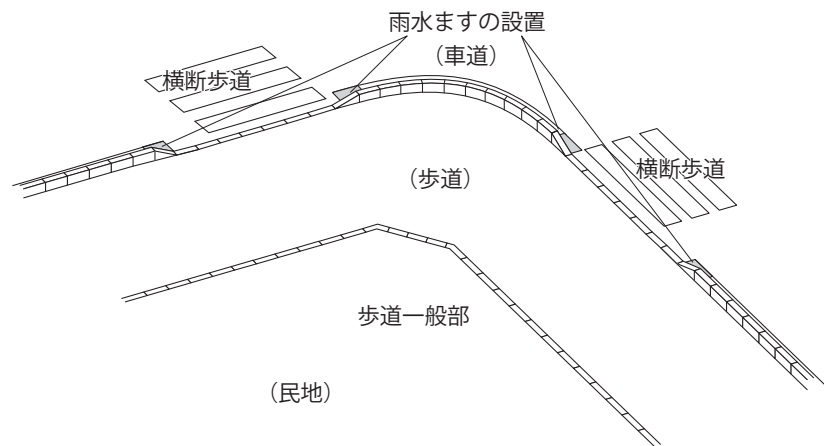 雨水ますの設置
（車道）
横断歩道
横断歩道
（歩道）
歩道一般部
（民地）